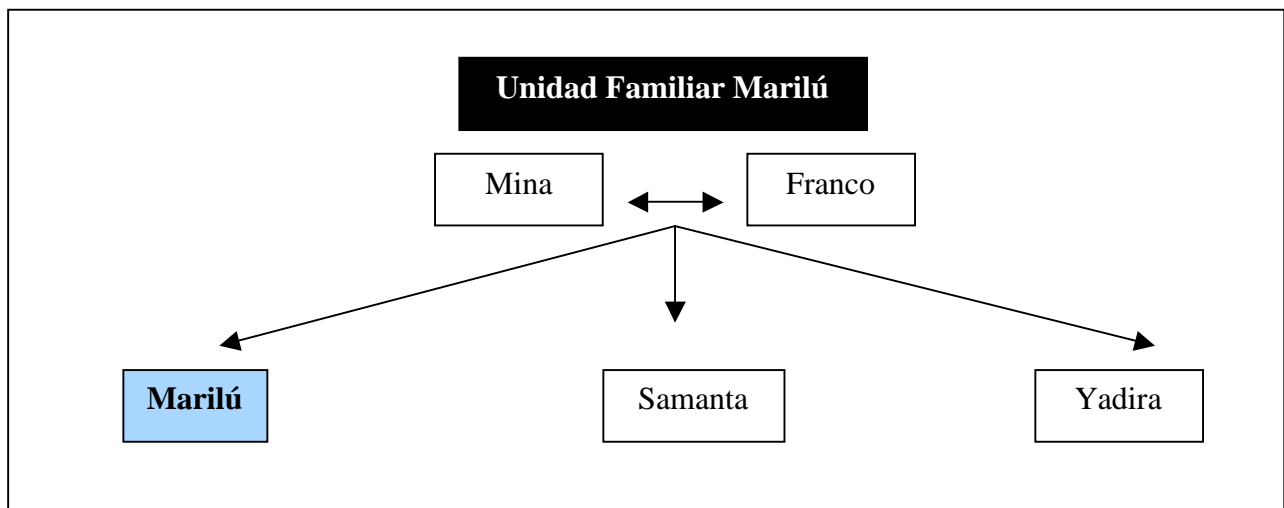 Unidad Familiar Marilú
Mina
Franco
Marilú
Samanta
Yadira